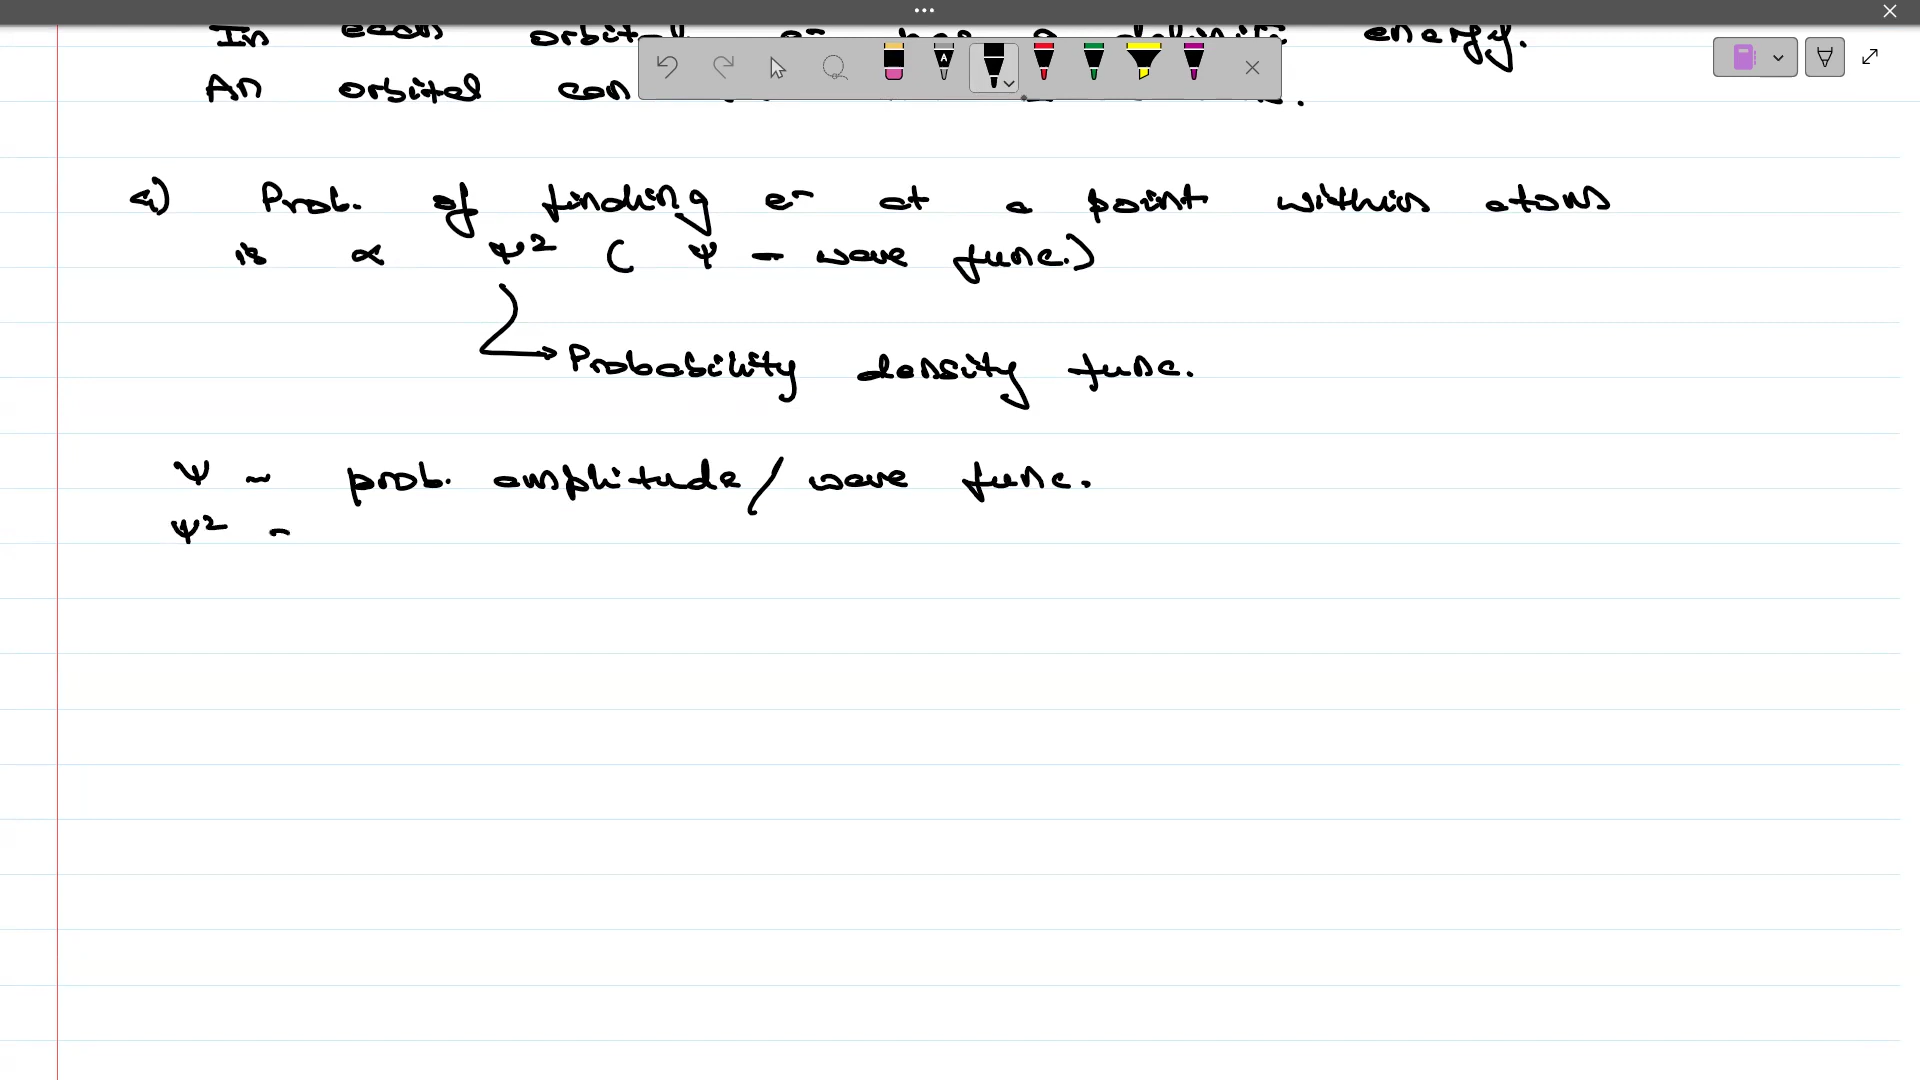 In each orbital e⁻ has a definite energy.
An orbital can
4) Prob. of finding e⁻ at a point within atom
is ∝ Ψ² ( Ψ - wave func.)
→ Probability density func.
Ψ ~ prob. amplitude/ wave func.
Ψ² -